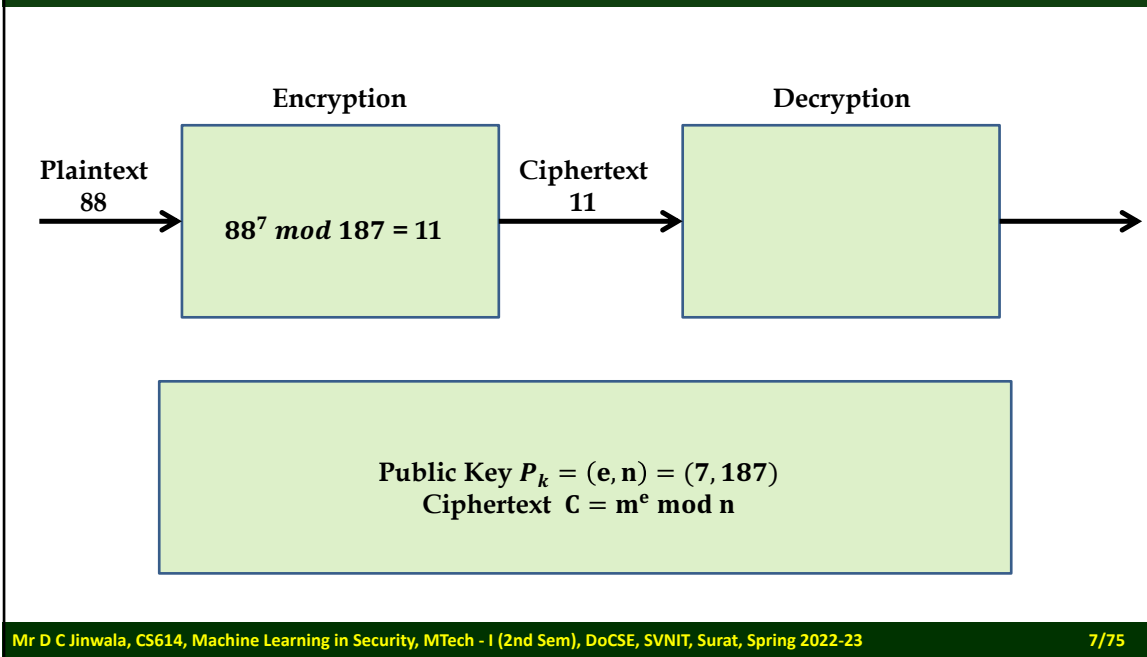 Encryption
Decryption
Plaintext
88
88⁷ mod 187 = 11
Ciphertext
11
Public Key Pₖ = (e, n) = (7, 187)
Ciphertext C = mᵉ mod n
Mr D C Jinwala, CS614, Machine Learning in Security, MTech - I (2nd Sem), DoCSE, SVNIT, Surat, Spring 2022-23
7/75